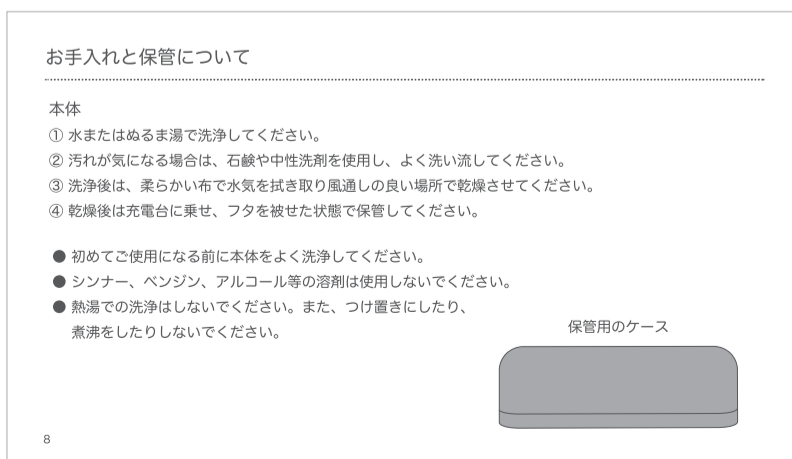 お手入れと保管について
本体
① 水またはぬるま湯で洗浄してください。
② 汚れが気になる場合は、石鹸や中性洗剤を使用し、よく洗い流してください。
③ 洗浄後は、柔らかい布で水気を拭き取り風通しの良い場所で乾燥させてください。
④ 乾燥後は充電台に乗せ、フタを被せた状態で保管してください。
● 初めてご使用になる前に本体をよく洗浄してください。
● シンナー、ベンジン、アルコール等の溶剤は使用しないでください。
● 熱湯での洗浄はしないでください。また、つけ置きにしたり、
煮沸をしたりしないでください。
保管用のケース
8